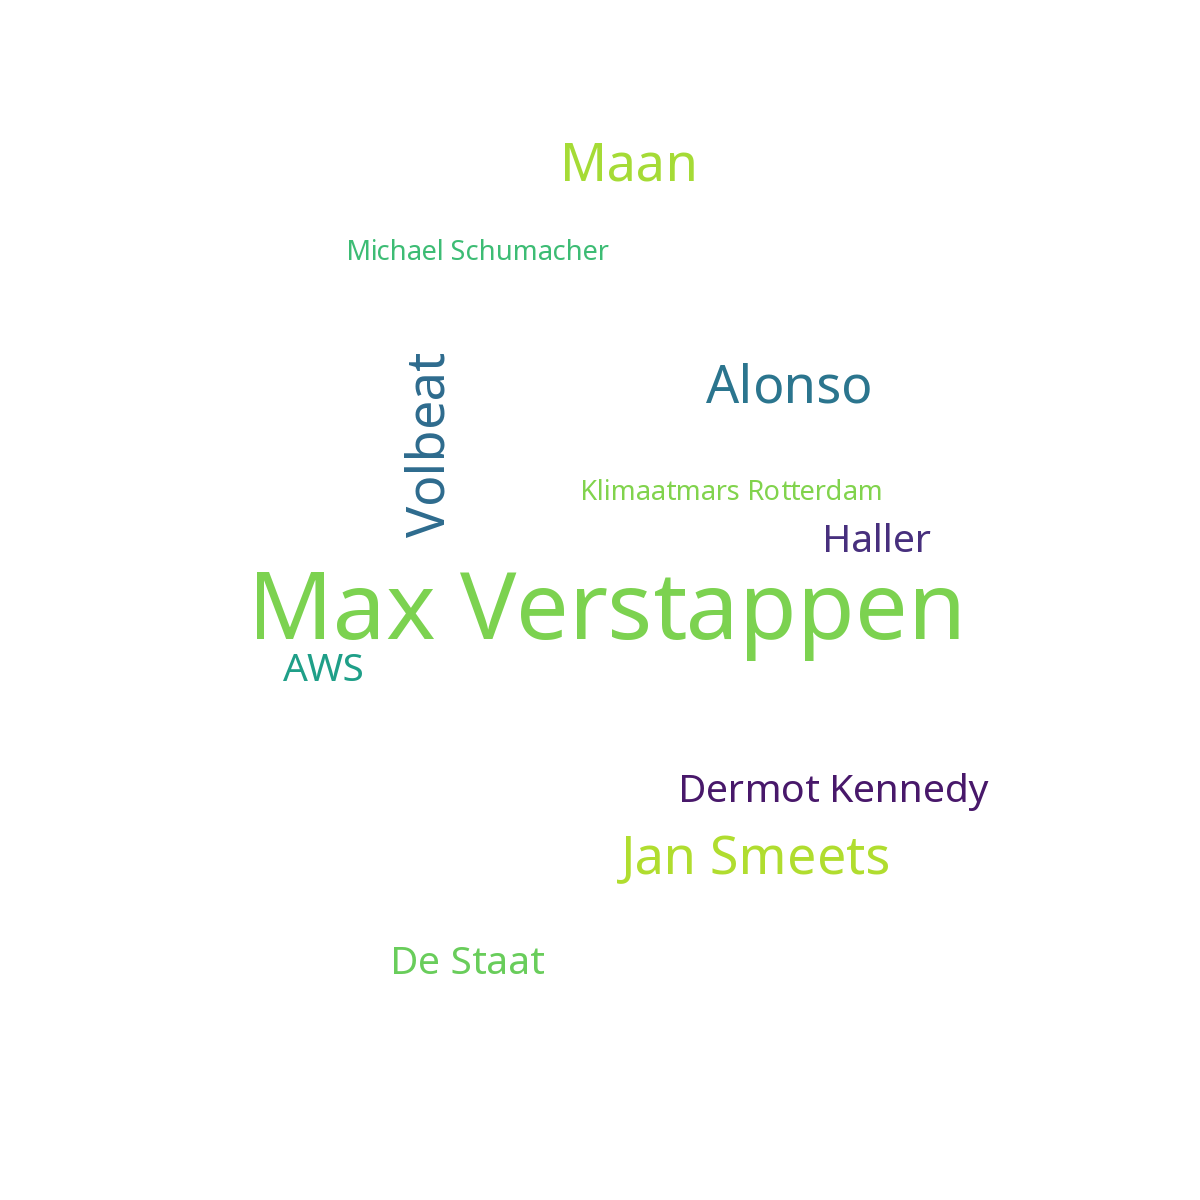 Maan
Michael Schumacher
Volbeat
Alonso
Klimaatmars Rotterdam
Haller
Max Verstappen
AWS
Dermot Kennedy
Jan Smeets
De Staat